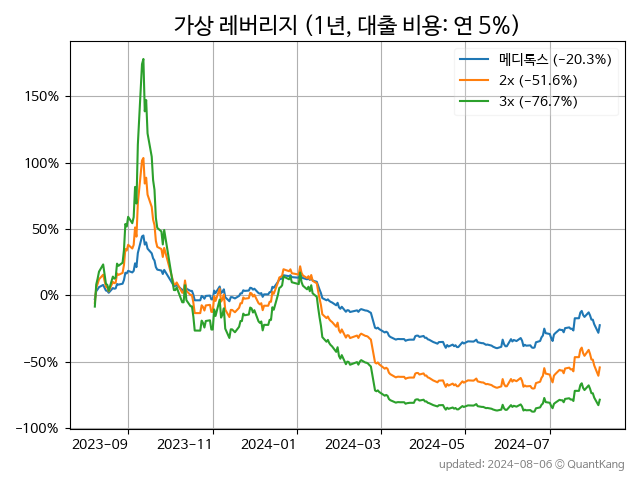 가상 레버리지 (1년, 대출 비용: 연 5%)
메디톡스 (-20.3%)
2x (-51.6%)
3x (-76.7%)
150%
100%
50%
0%
-50%
-100%
2023-09 2023-11 2024-01 2024-03 2024-05 2024-07
updated: 2024-08-06 © QuantKang